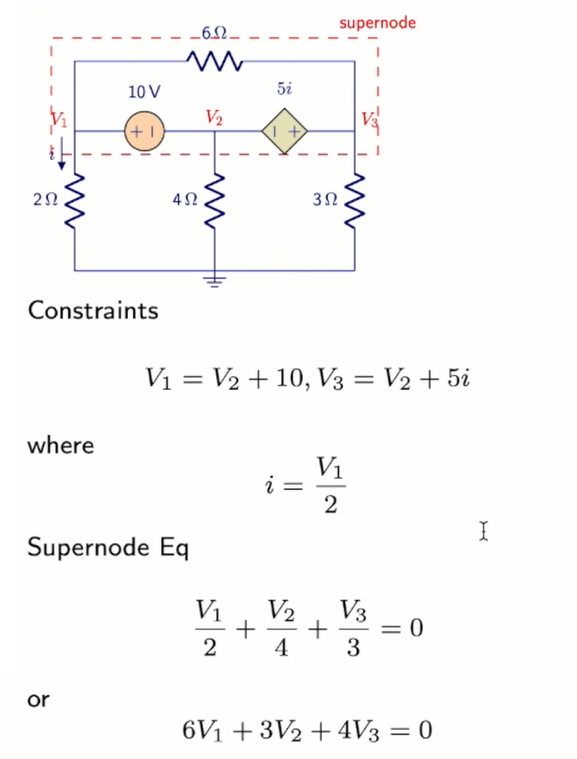 supernode
6Ω
10 V
5i
V₁
V₂
V₃
+ −
− +
i
2Ω
4Ω
3Ω
Constraints
V₁ = V₂ + 10, V₃ = V₂ + 5i
where
i = V₁/2
Supernode Eq
V₁/2 + V₂/4 + V₃/3 = 0
or
6V₁ + 3V₂ + 4V₃ = 0